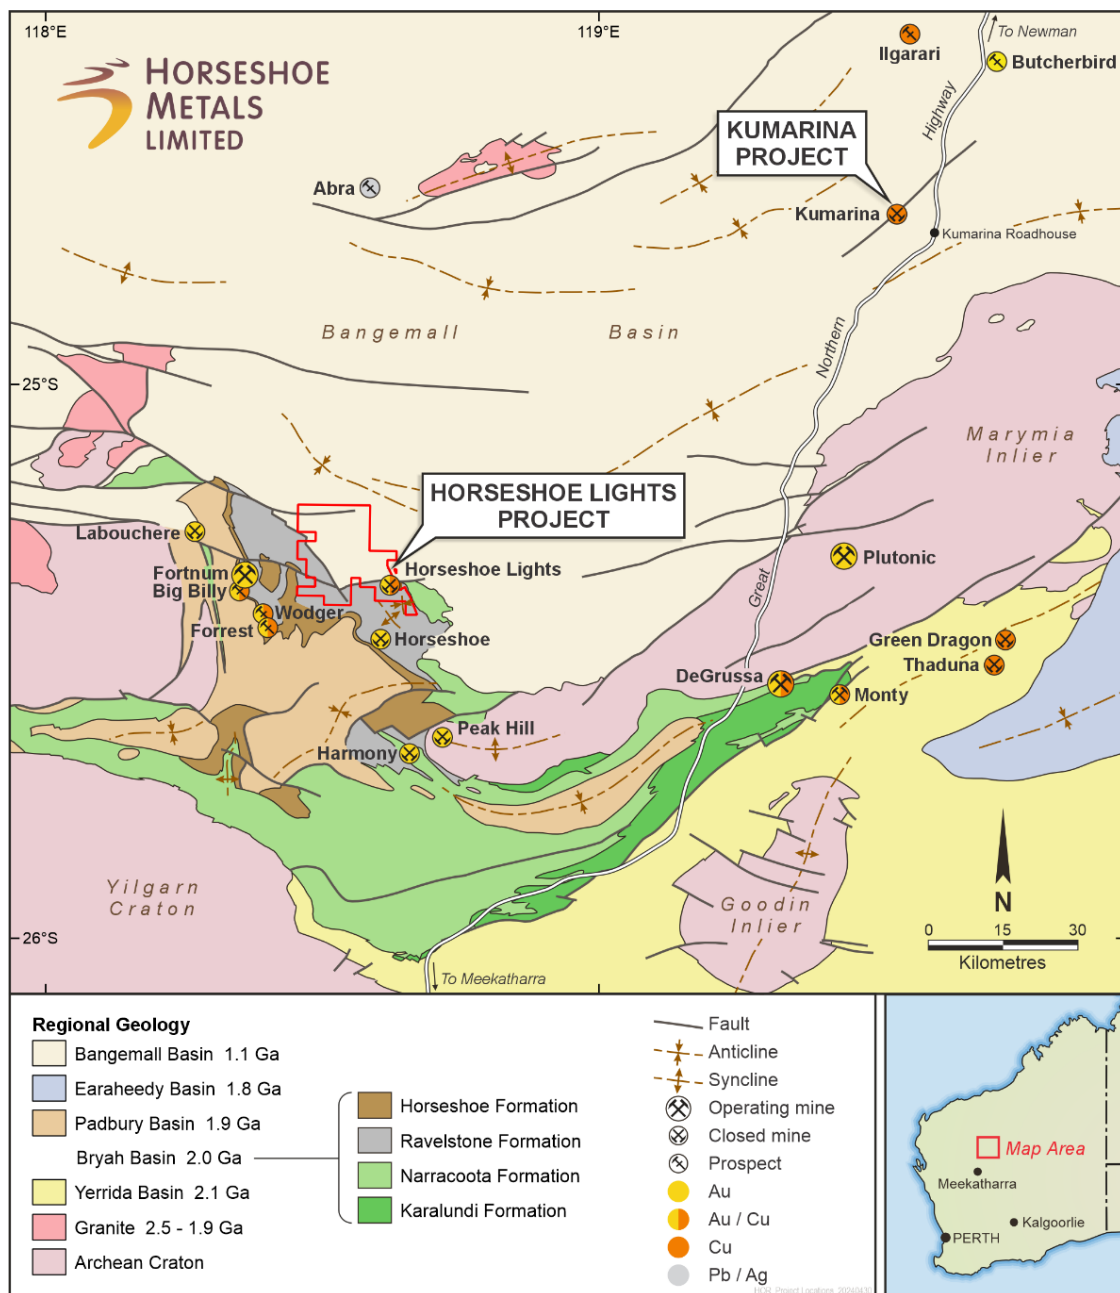 118°E
119°E
To Newman
HORSESHOE
METALS
LIMITED
Ilgarari
Butcherbird
Highway
KUMARINA
PROJECT
Abra
Kumarina
Kumarina Roadhouse
Bangemall Basin
Northern
25°S
Marymia
Inlier
HORSESHOE LIGHTS
PROJECT
Labouchere
Horseshoe Lights
Plutonic
Fortnum
Big Billy
Great
Wodger
Forrest
Horseshoe
Green Dragon
Thaduna
DeGrussa
Monty
Peak Hill
Harmony
Yilgarn
Craton
Goodin
Inlier
N
26°S
0 15 30
Kilometres
To Meekatharra
Regional Geology
Bangemall Basin 1.1 Ga
Earaheedy Basin 1.8 Ga
Padbury Basin 1.9 Ga
Bryah Basin 2.0 Ga
Yerrida Basin 2.1 Ga
Granite 2.5 - 1.9 Ga
Archean Craton
Horseshoe Formation
Ravelstone Formation
Narracoota Formation
Karalundi Formation
Fault
Anticline
Syncline
Operating mine
Closed mine
Prospect
Au
Au / Cu
Cu
Pb / Ag
Map Area
Meekatharra
Kalgoorlie
PERTH
HOR_Project Locations_20240430